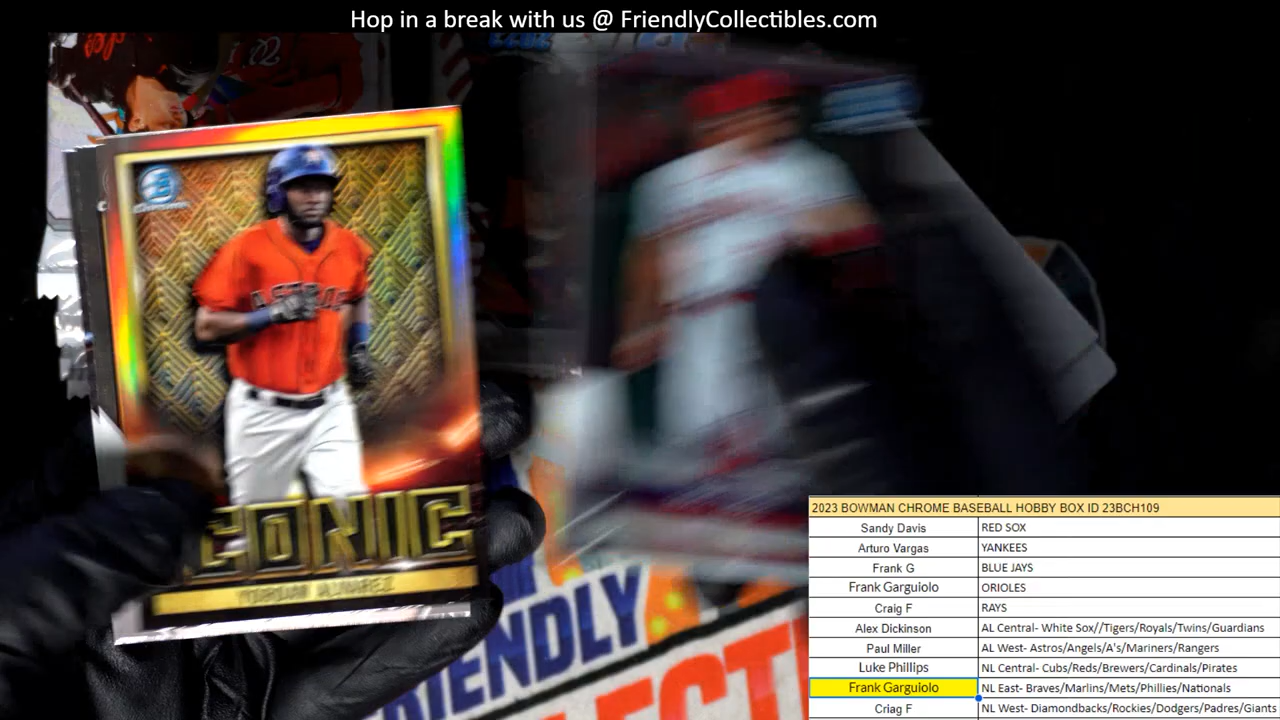 Hop in a break with us @ FriendlyCollectibles.com
ASTROS
ICONIC
YORDAN ALVAREZ
FRIENDLY
2023 BOWMAN CHROME BASEBALL HOBBY BOX ID 23BCH109
Sandy Davis RED SOX
Arturo Vargas YANKEES
Frank G BLUE JAYS
Frank Garguiolo ORIOLES
Craig F RAYS
Alex Dickinson AL Central- White Sox//Tigers/Royals/Twins/Guardians
Paul Miller AL West- Astros/Angels/A's/Mariners/Rangers
Luke Phillips NL Central- Cubs/Reds/Brewers/Cardinals/Pirates
Frank Garguiolo NL East- Braves/Marlins/Mets/Phillies/Nationals
Criag F NL West- Diamondbacks/Rockies/Dodgers/Padres/Giants